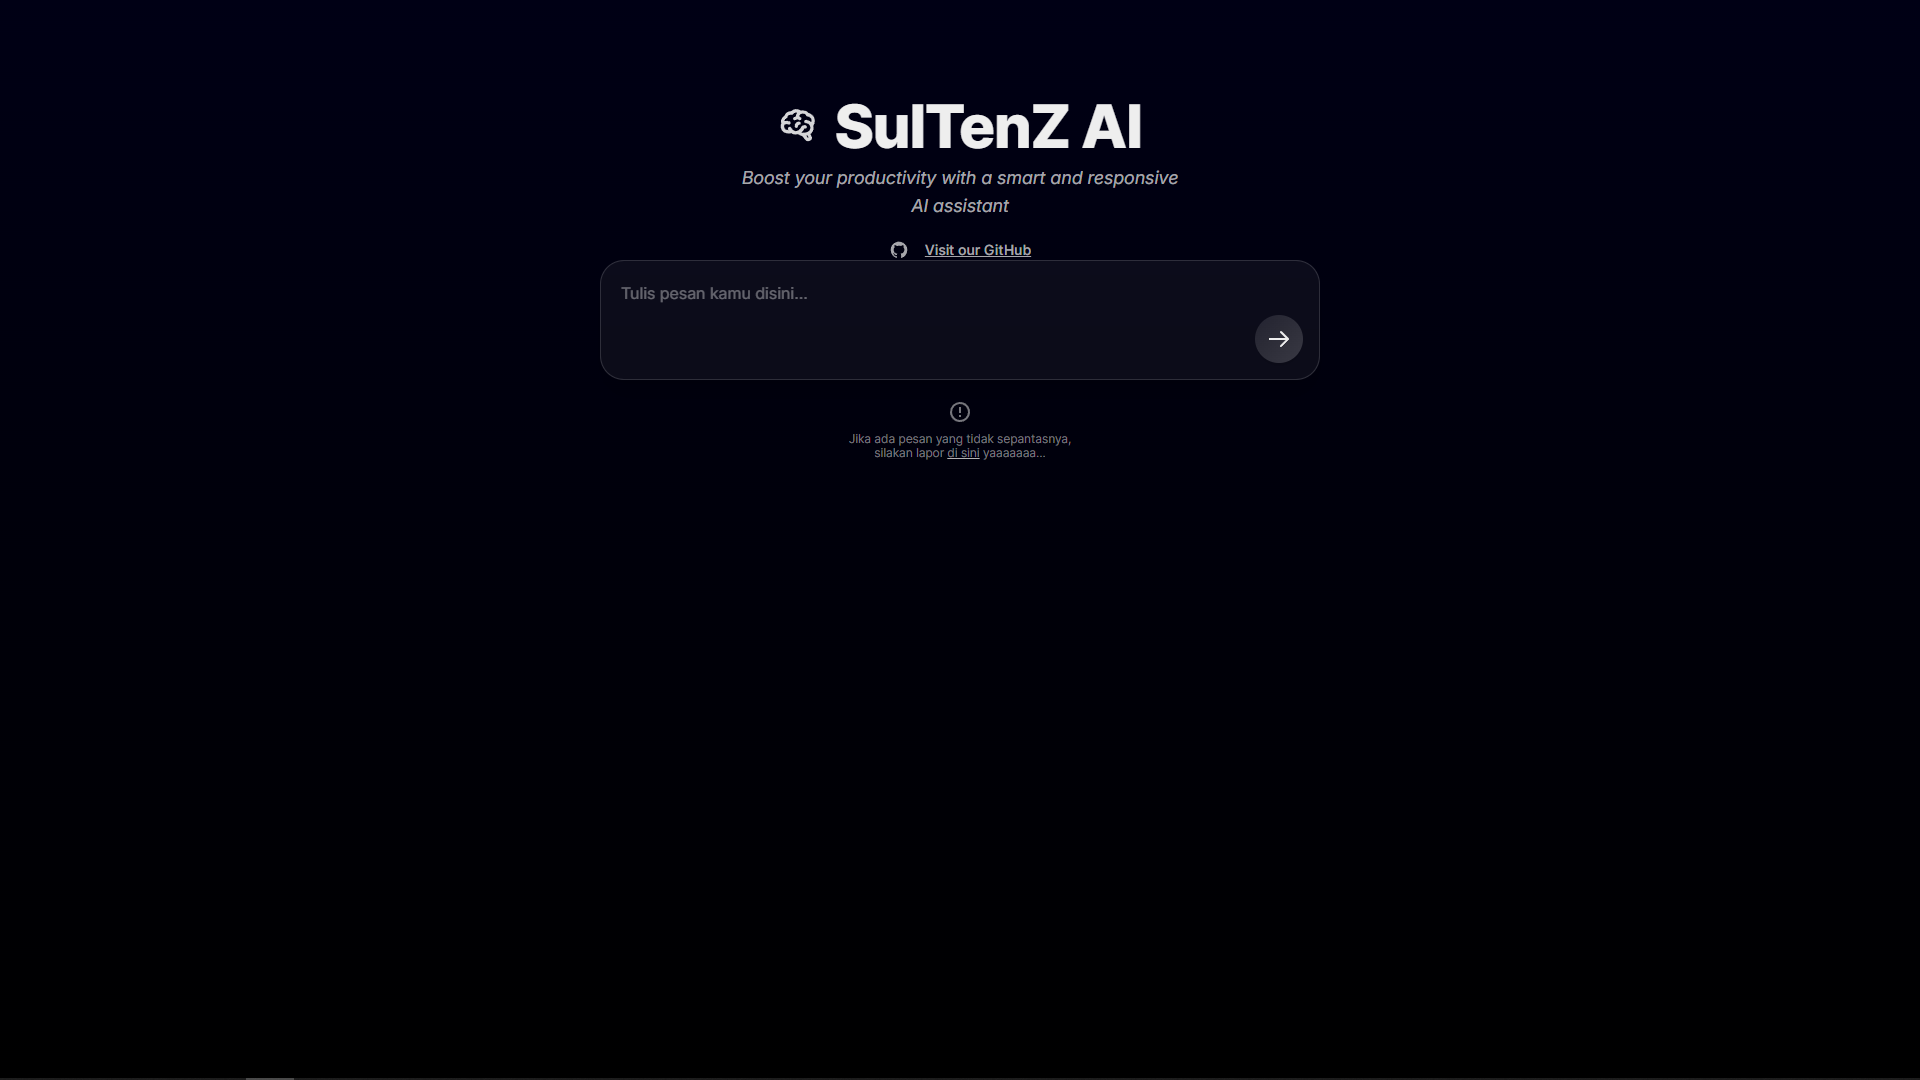 SulTenZ AI
Boost your productivity with a smart and responsive
AI assistant
Visit our GitHub
Tulis pesan kamu disini...
Jika ada pesan yang tidak sepantasnya,
silakan lapor di sini yaaaaaaa...